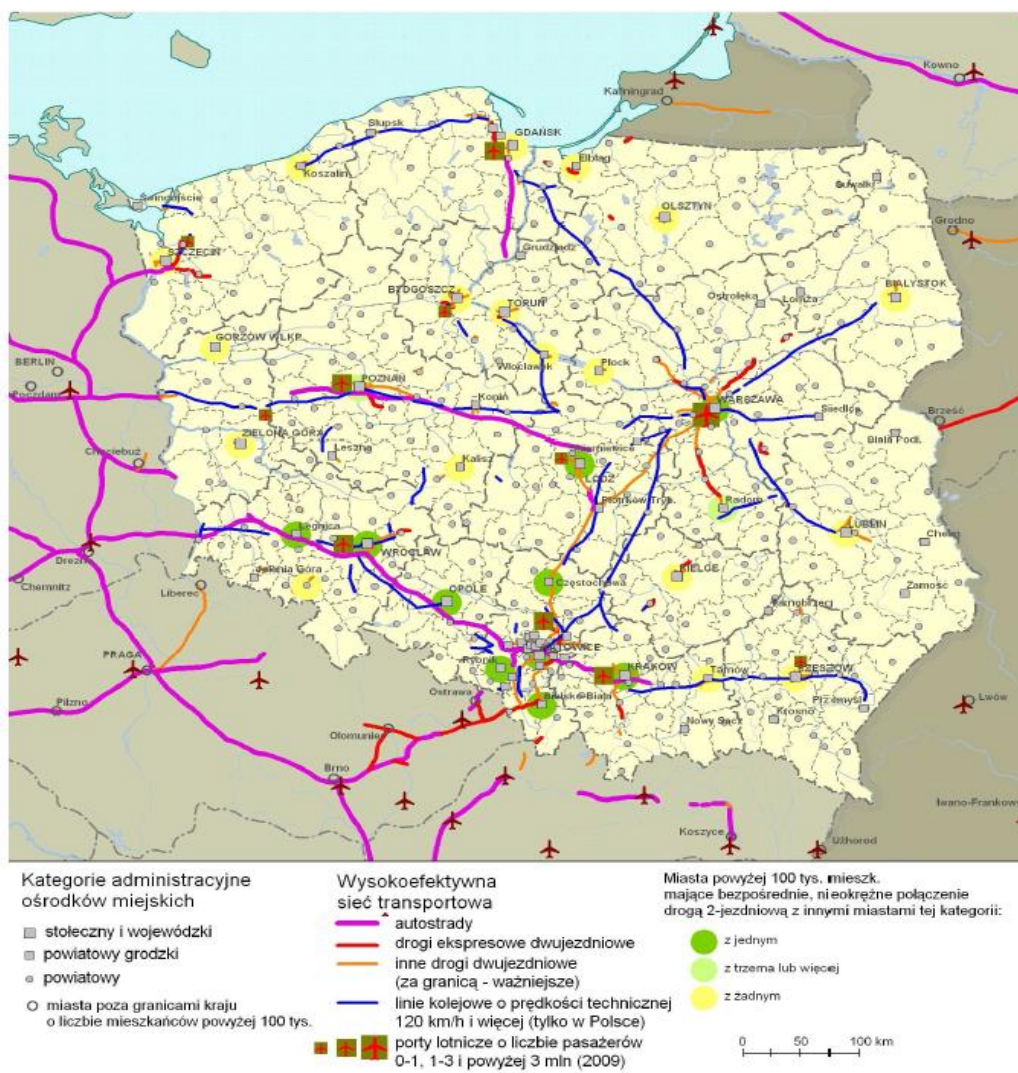 Kowno
Kaliningrad
Słupsk
GDAŃSK
Elbląg
Koszalin
Suwałki
OLSZTYN
Grodno
SZCZECIN
Grudziądz
BYDGOSZCZ
TORUŃ
Ostrołęka
Łomża
BIAŁYSTOK
GORZÓW WLKP
BERLIN
Poczdam
Włocławek
Płock
POZNAŃ
Konin
WARSZAWA
Siedlce
Brześć
Biała Podl.
ZIELONA GÓRA
Leszno
Kalisz
Chociebuż
ŁÓDŹ
Piotrków Tryb.
Radom
LUBLIN
Chełm
Legnica
WROCŁAW
Drezno
Chemnitz
Liberec
Jelenia Góra
OPOLE
Częstochowa
KIELCE
Zamość
Tarnobrzeg
PRAGA
KATOWICE
Rybnik
KRAKÓW
Tarnów
RZESZÓW
Ostrawa
Bielsko-Biała
Przemyśl
Lwów
Pilzno
Nowy Sącz
Krosno
Ołomuniec
Brno
Iwano-Frankowsk
Koszyce
Użhorod
Kategorie administracyjne
ośrodków miejskich
stołeczny i wojewódzki
powiatowy grodzki
powiatowy
miasta poza granicami kraju
o liczbie mieszkańców powyżej 100 tys.
Wysokoefektywna
sieć transportowa
autostrady
drogi ekspresowe dwujezdniowe
inne drogi dwujezdniowe
(za granicą - ważniejsze)
linie kolejowe o prędkości technicznej
120 km/h i więcej (tylko w Polsce)
porty lotnicze o liczbie pasażerów
0-1, 1-3 i powyżej 3 mln (2009)
Miasta powyżej 100 tys. mieszk.
mające bezpośrednie, nieokrężne połączenie
drogą 2-jezdniową z innymi miastami tej kategorii:
z jednym
z trzema lub więcej
z żadnym
0 50 100 km